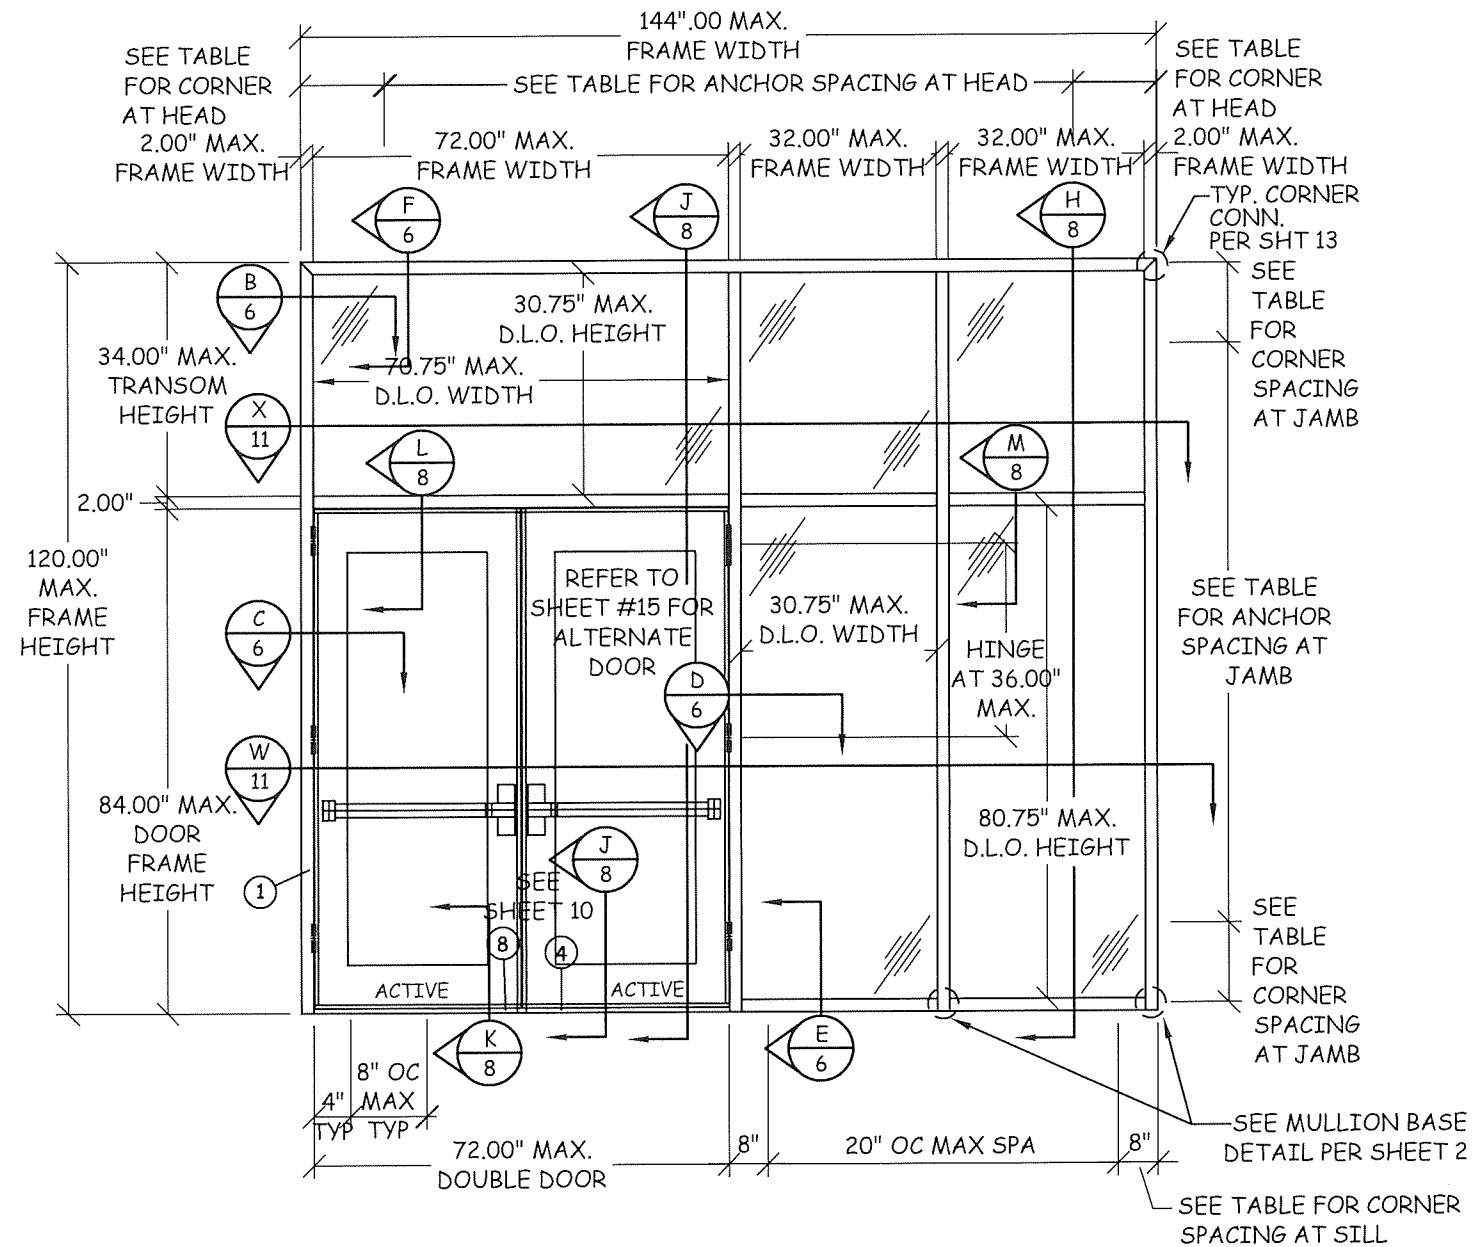 144".00 MAX.
FRAME WIDTH
SEE TABLE
FOR CORNER
AT HEAD
SEE TABLE FOR ANCHOR SPACING AT HEAD
SEE TABLE
FOR CORNER
AT HEAD
2.00" MAX.
FRAME WIDTH
72.00" MAX.
FRAME WIDTH
32.00" MAX.
FRAME WIDTH
32.00" MAX.
FRAME WIDTH
2.00" MAX.
FRAME WIDTH
TYP. CORNER
CONN.
PER SHT 13
F
6
J
8
H
8
B
6
30.75" MAX.
D.L.O. HEIGHT
SEE
TABLE
FOR
CORNER
SPACING
AT JAMB
34.00" MAX.
TRANSOM
HEIGHT
70.75" MAX.
D.L.O. WIDTH
X
11
L
8
M
8
2.00"
120.00"
MAX.
FRAME
HEIGHT
REFER TO
SHEET #15 FOR
ALTERNATE
DOOR
30.75" MAX.
D.L.O. WIDTH
HINGE
AT 36.00"
MAX.
SEE TABLE
FOR ANCHOR
SPACING AT
JAMB
C
6
D
6
W
11
84.00" MAX.
DOOR
FRAME
HEIGHT
80.75" MAX.
D.L.O. HEIGHT
J
8
1
SEE
SHEET 10
8
4
ACTIVE
ACTIVE
SEE
TABLE
FOR
CORNER
SPACING
AT JAMB
K
8
E
6
4"
TYP
8" OC
MAX
TYP
72.00" MAX.
DOUBLE DOOR
8"
20" OC MAX SPA
8"
SEE MULLION BASE
DETAIL PER SHEET 2
SEE TABLE FOR CORNER
SPACING AT SILL